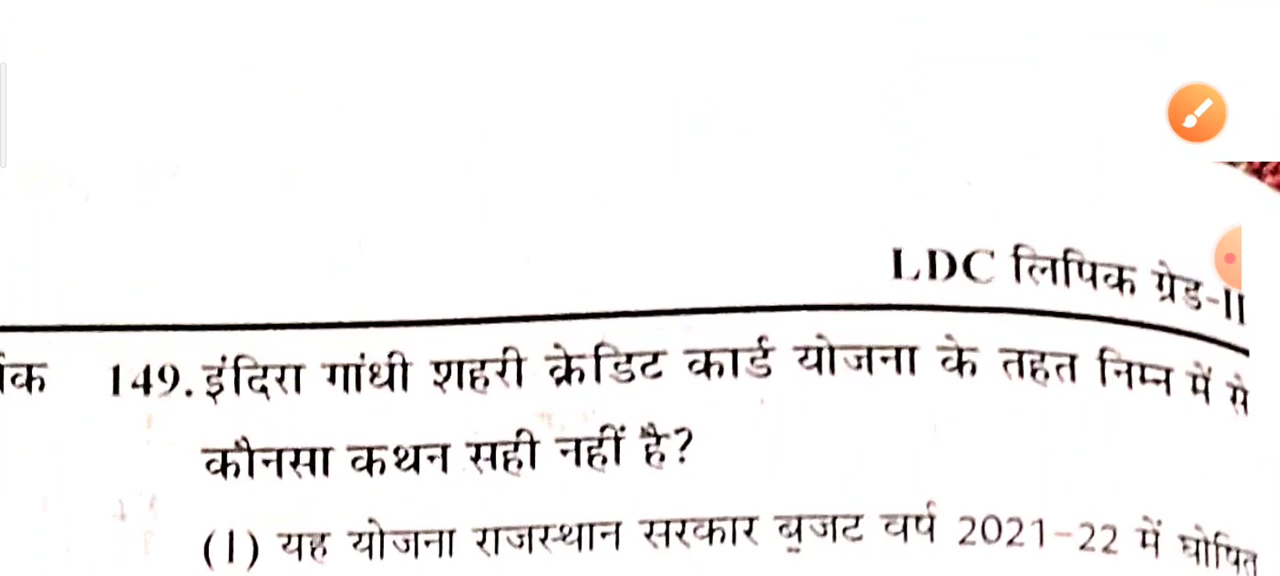 LDC लिपिक ग्रेड-II
149. इंदिरा गांधी शहरी क्रेडिट कार्ड योजना के तहत निम्न में से
कौनसा कथन सही नहीं है?
(1) यह योजना राजस्थान सरकार बजट वर्ष 2021-22 में घोषित